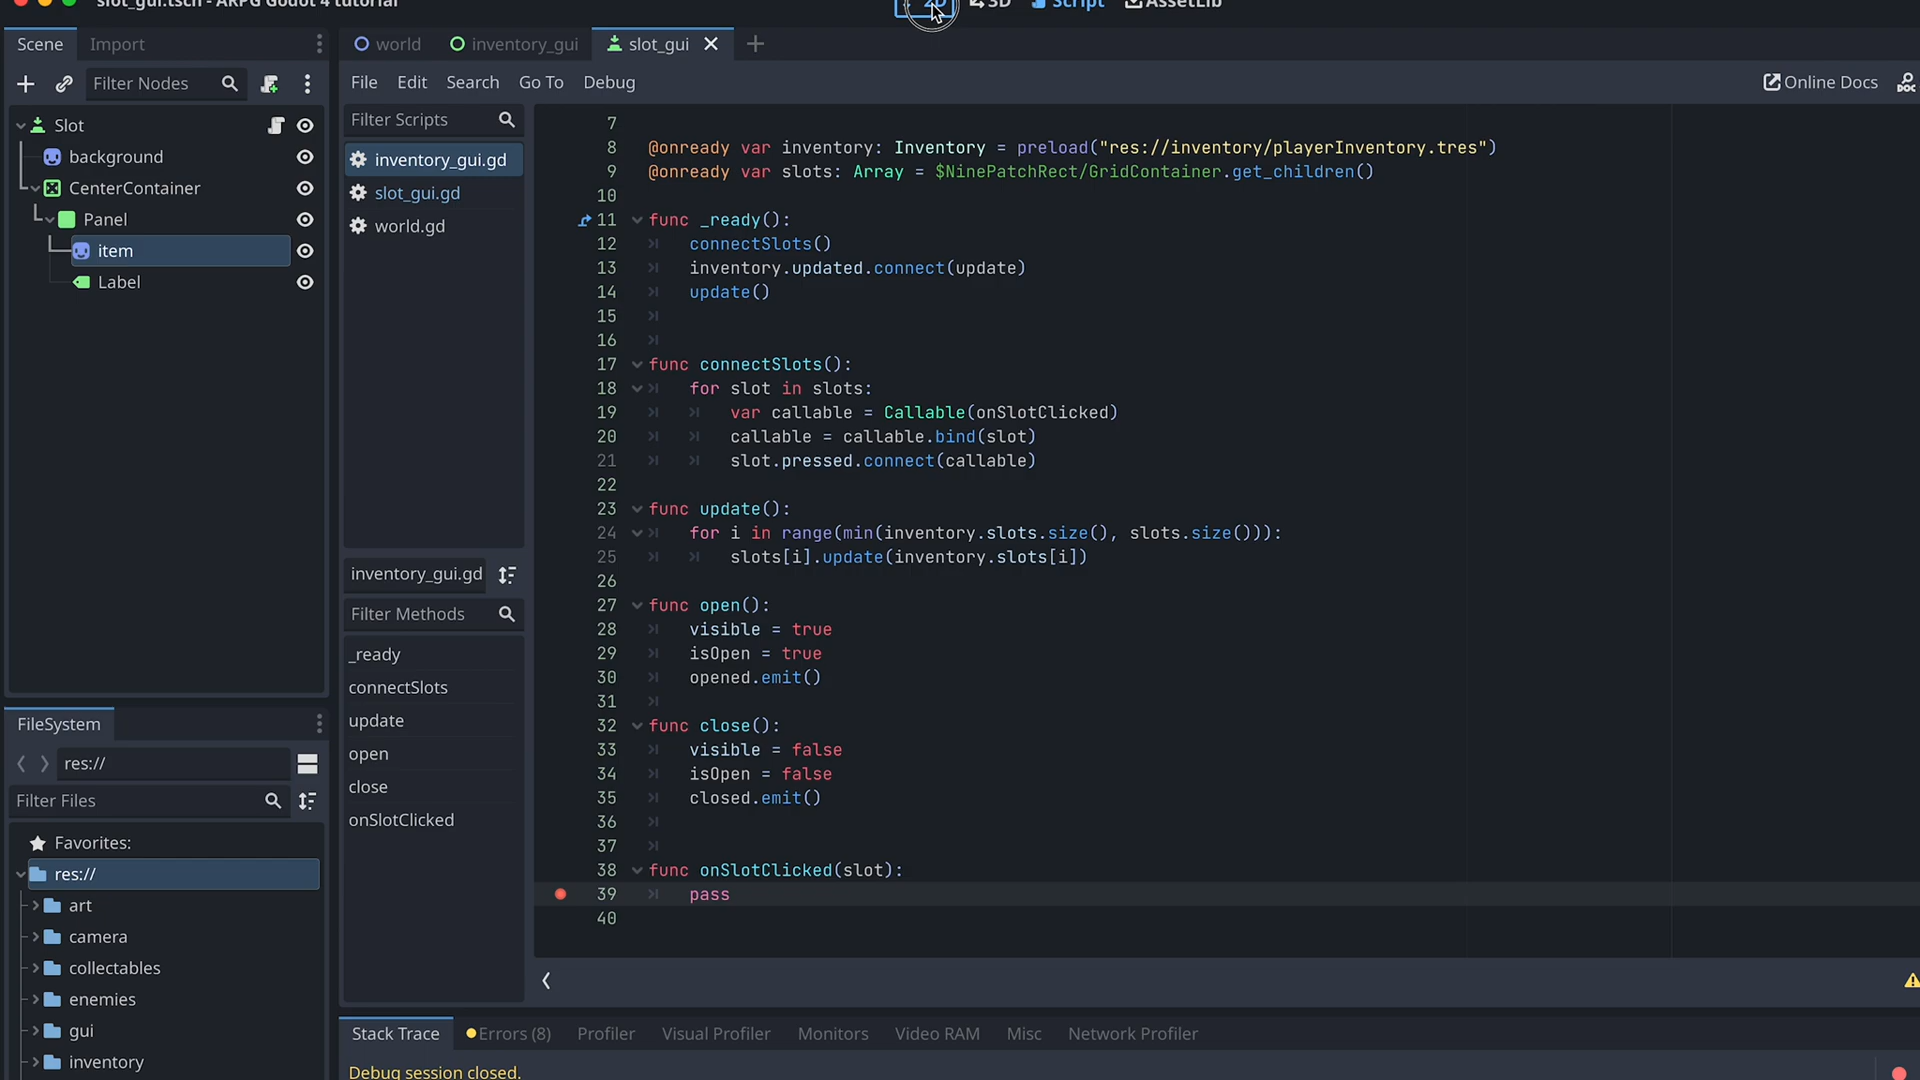 slot_gui.tscn - ARPG Godot 4 tutorial
2D 3D Script AssetLib
Scene Import
world inventory_gui slot_gui
Filter Nodes
File Edit Search Go To Debug
Online Docs
Slot
background
CenterContainer
Panel
item
Label
Filter Scripts
inventory_gui.gd
slot_gui.gd
world.gd
inventory_gui.gd
Filter Methods
_ready
connectSlots
update
open
close
onSlotClicked
7
8 @onready var inventory: Inventory = preload("res://inventory/playerInventory.tres")
9 @onready var slots: Array = $NinePatchRect/GridContainer.get_children()
10
11 func _ready():
12 connectSlots()
13 inventory.updated.connect(update)
14 update()
15
16
17 func connectSlots():
18 for slot in slots:
19 var callable = Callable(onSlotClicked)
20 callable = callable.bind(slot)
21 slot.pressed.connect(callable)
22
23 func update():
24 for i in range(min(inventory.slots.size(), slots.size())):
25 slots[i].update(inventory.slots[i])
26
27 func open():
28 visible = true
29 isOpen = true
30 opened.emit()
31
32 func close():
33 visible = false
34 isOpen = false
35 closed.emit()
36
37
38 func onSlotClicked(slot):
39 pass
40
FileSystem
res://
Filter Files
Favorites:
res://
art
camera
collectables
enemies
gui
inventory
Stack Trace Errors (8) Profiler Visual Profiler Monitors Video RAM Misc Network Profiler
Debug session closed.